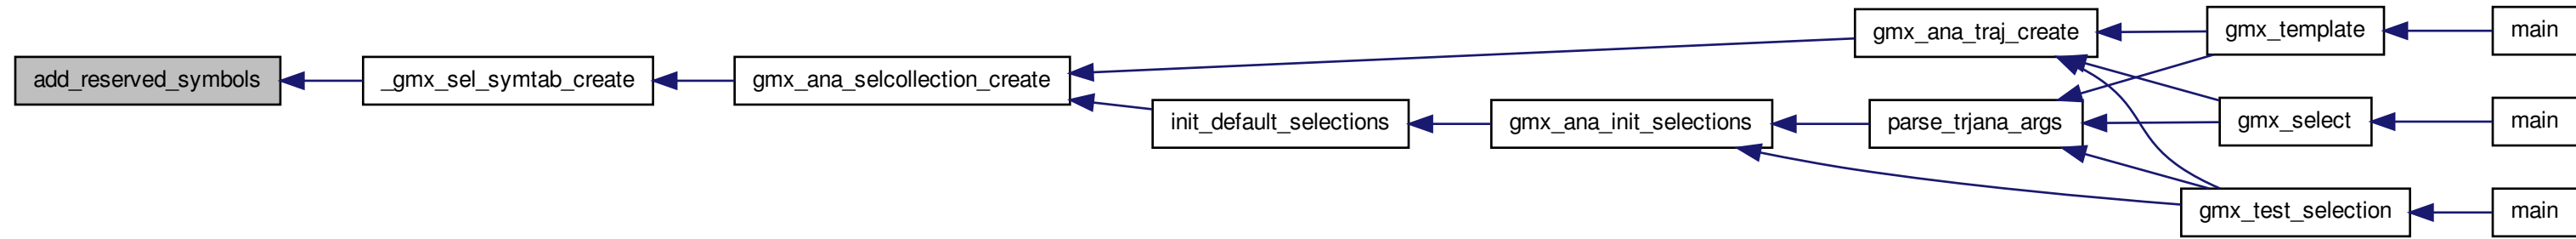 add_reserved_symbols
_gmx_sel_symtab_create
gmx_ana_selcollection_create
gmx_ana_traj_create
gmx_template
main
init_default_selections
gmx_ana_init_selections
parse_trjana_args
gmx_select
main
gmx_test_selection
main